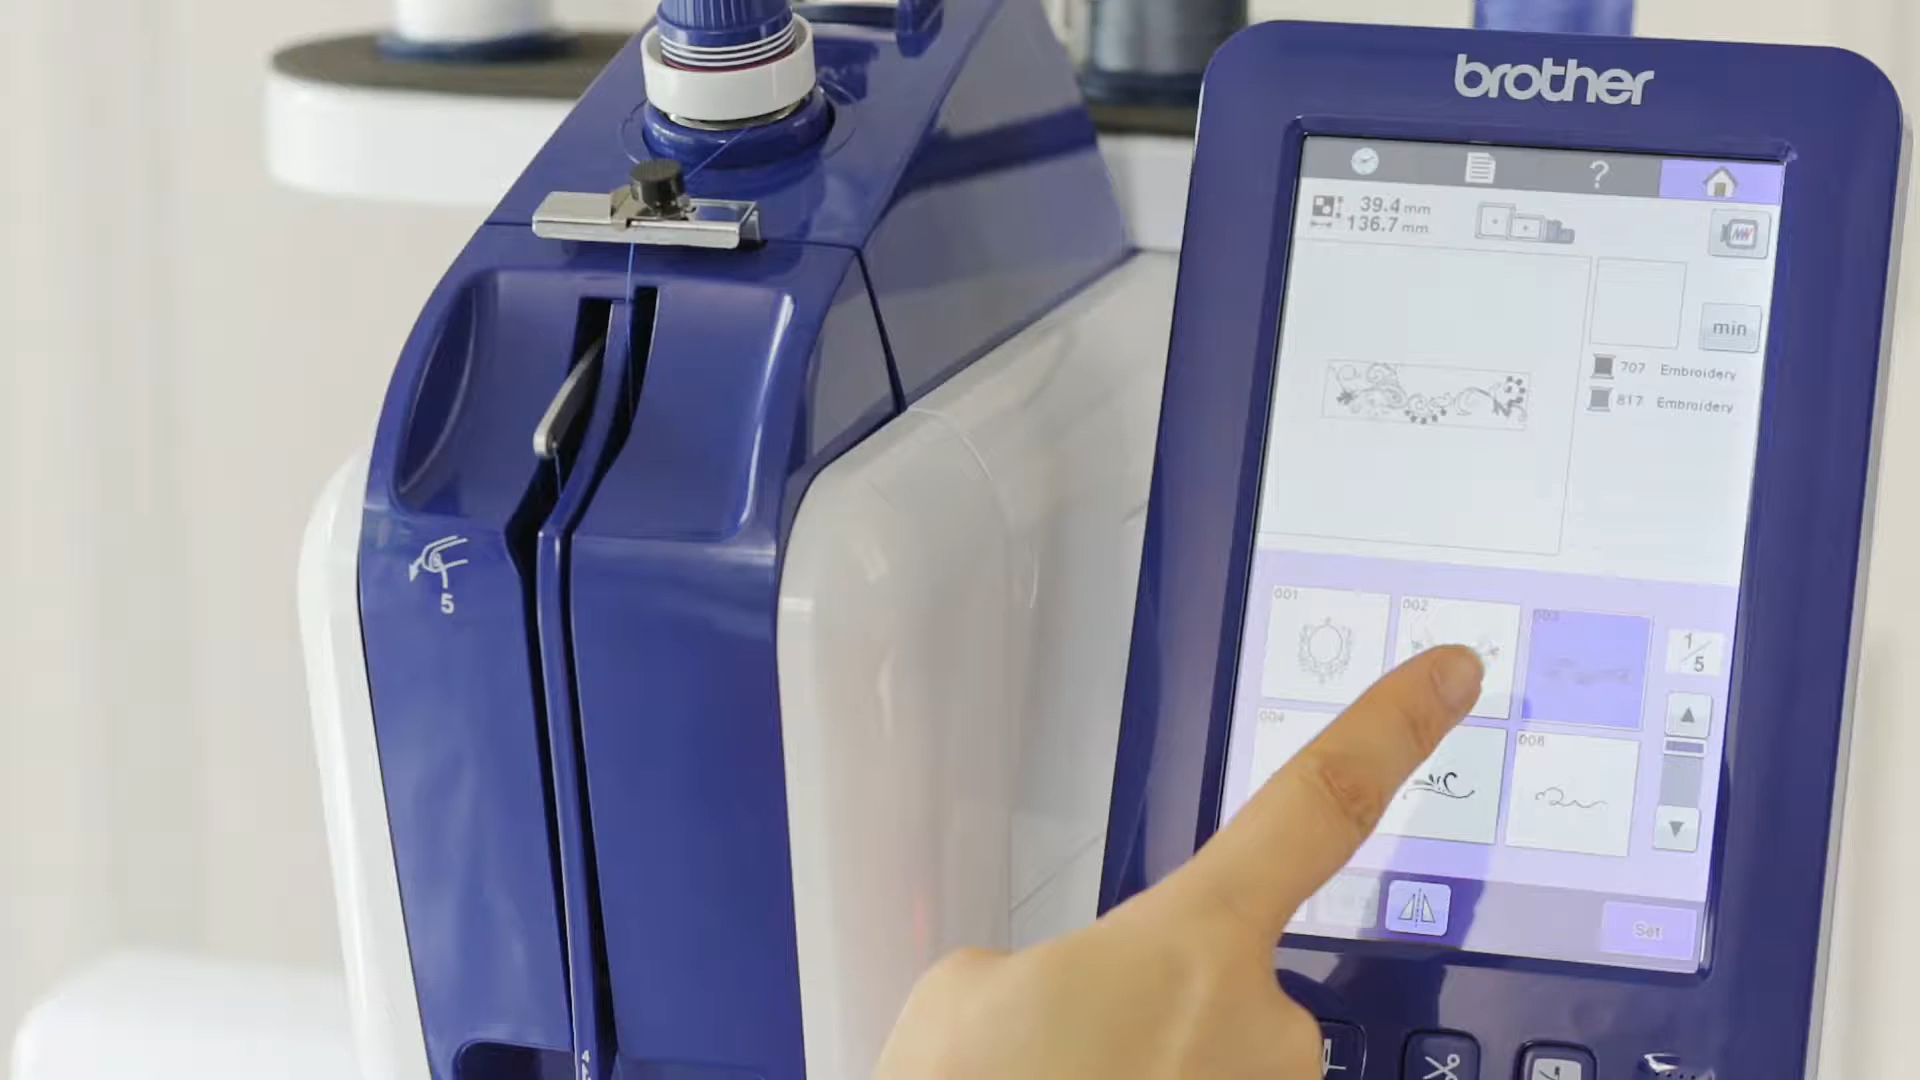 brother
?
39.4 mm
136.7 mm
min
707 Embroidery
817 Embroidery
001
002
003
1/5
004
006
Set
5
4